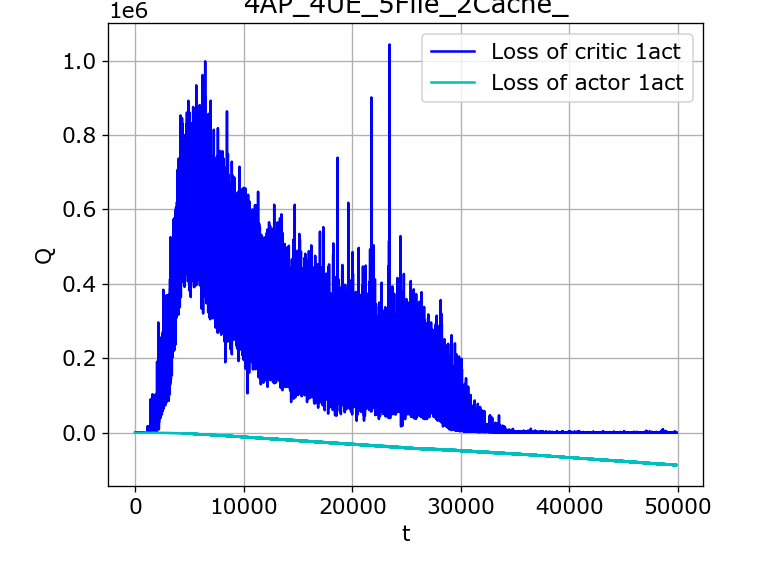 4AP_4UE_5File_2Cache_
1e6
Loss of critic 1act
Loss of actor 1act
1.0
0.8
0.6
0.4
0.2
0.0
Q
0 10000 20000 30000 40000 50000
t